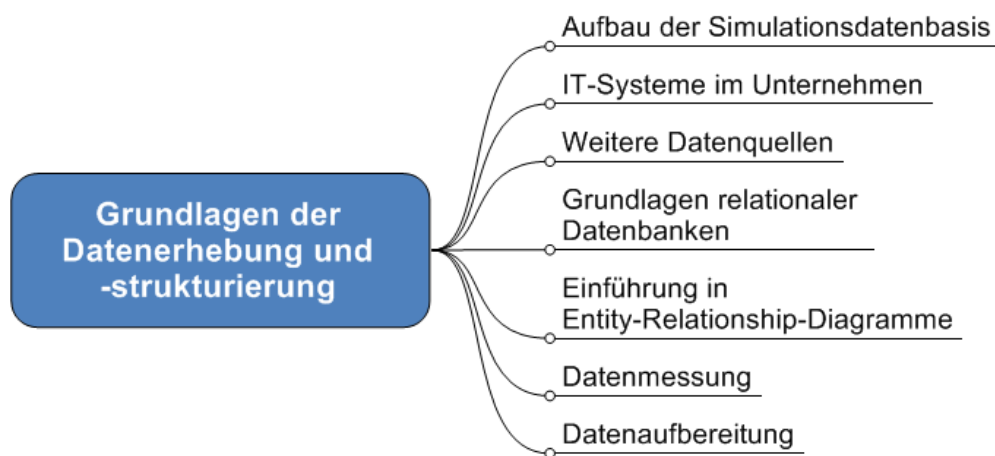 Grundlagen der
Datenerhebung und
-strukturierung
Aufbau der Simulationsdatenbasis
IT-Systeme im Unternehmen
Weitere Datenquellen
Grundlagen relationaler
Datenbanken
Einführung in
Entity-Relationship-Diagramme
Datenmessung
Datenaufbereitung